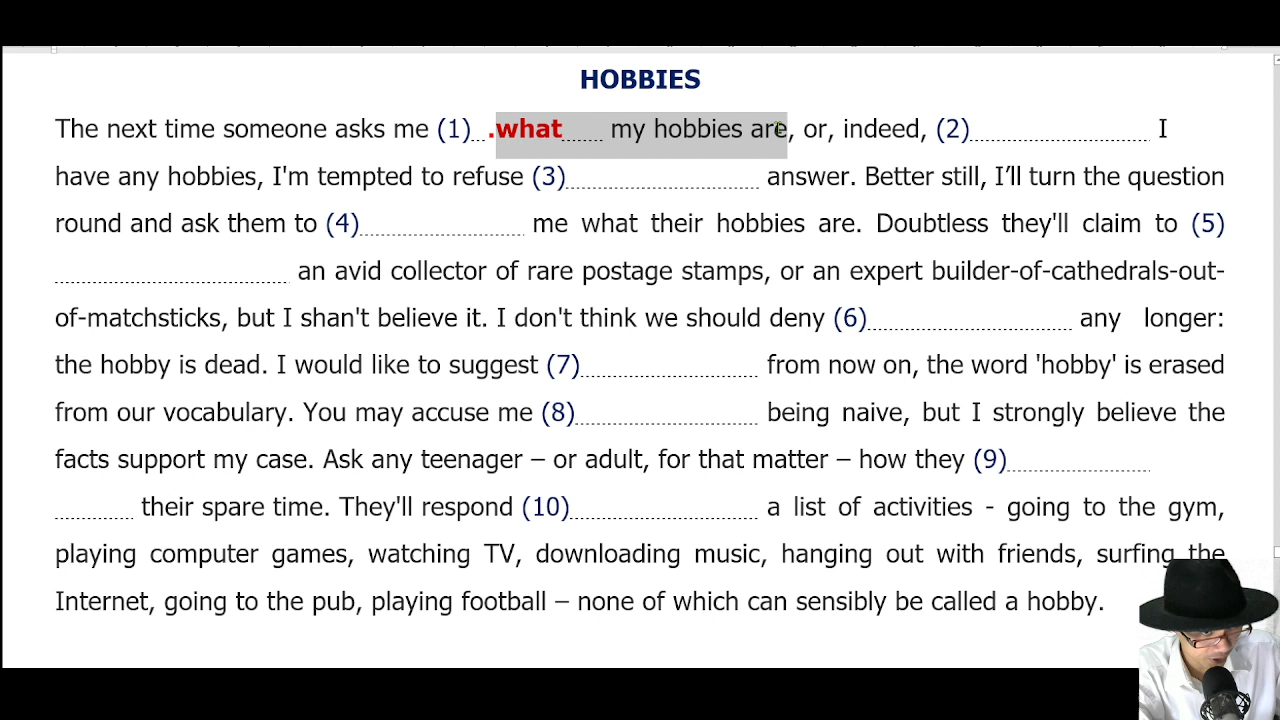 HOBBIES
The next time someone asks me (1)...what...... my hobbies are, or, indeed, (2)........................... I
have any hobbies, I'm tempted to refuse (3)............................. answer. Better still, I’ll turn the question
round and ask them to (4)......................... me what their hobbies are. Doubtless they'll claim to (5)
................................... an avid collector of rare postage stamps, or an expert builder-of-cathedrals-out-
of-matchsticks, but I shan't believe it. I don't think we should deny (6)............................... any longer:
the hobby is dead. I would like to suggest (7)........................... from now on, the word 'hobby' is erased
from our vocabulary. You may accuse me (8)............................ being naive, but I strongly believe the
facts support my case. Ask any teenager – or adult, for that matter – how they (9)......................
............ their spare time. They'll respond (10)............................. a list of activities - going to the gym,
playing computer games, watching TV, downloading music, hanging out with friends, surfing the
Internet, going to the pub, playing football – none of which can sensibly be called a hobby.